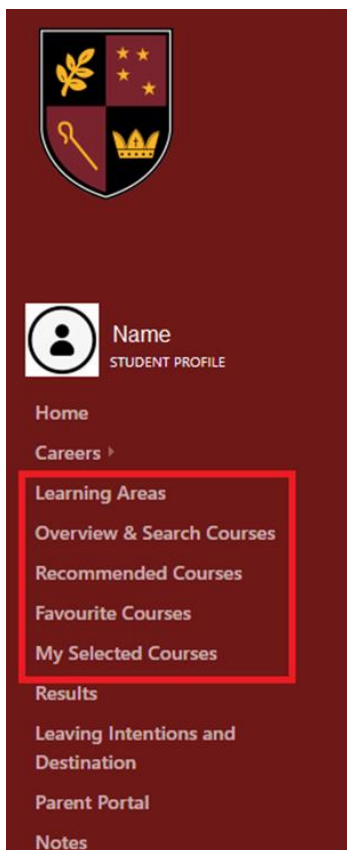 Name
STUDENT PROFILE
Home
Careers
Learning Areas
Overview & Search Courses
Recommended Courses
Favourite Courses
My Selected Courses
Results
Leaving Intentions and
Destination
Parent Portal
Notes